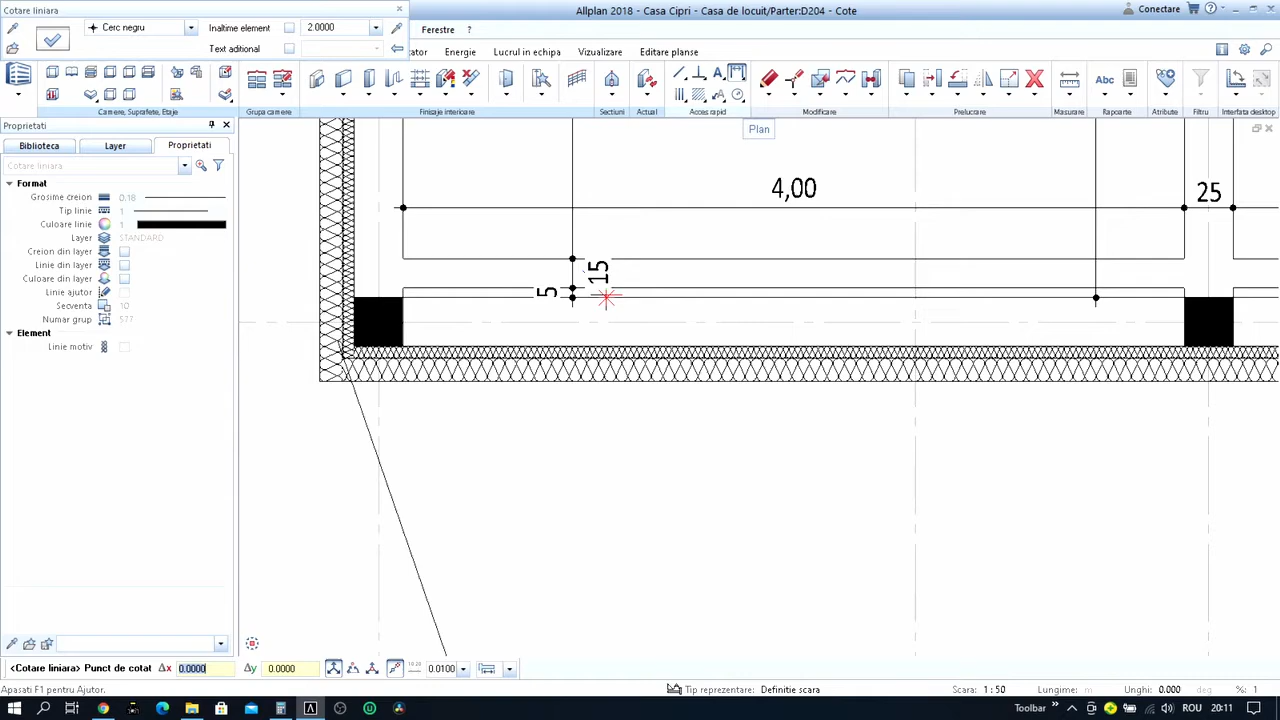 Cotare liniara
Allplan 2018 - Casa Cipri - Casa de locuit/Parter:D204 - Cote
Conectare
Cerc negru
Inaltime element
2.0000
Text aditional
Ferestre
?
Energie
Lucrul in echipa
Vizualizare
Editare planse
Camere, Suprafete, Etaje
Grupa camere
Finisaje interioare
Sectiuni
Actual
Acces rapid
Modificare
Prelucrare
Masurare
Abc
Rapoarte
Atribute
Filtru
Interfata desktop
Proprietati
Plan
Biblioteca
Layer
Proprietati
Cotare liniara
Format
Grosime creion 0.18
Tip linie 1
Culoare linie 1
Layer STANDARD
Creion din layer
Linie din layer
Culoare din layer
Linie ajutor
Secventa 10
Numar grup 577
Element
Linie motiv
4,00
25
15
5
<Cotare liniara> Punct de cotat Δx 0.0000 Δy 0.0000 0.0100
Apasati F1 pentru Ajutor.
Tip reprezentare: Definitie scara
Scara: 1 : 50
Lungime: m
Unghi: 0.000 deg
%: 1
Toolbar
ROU
20:11